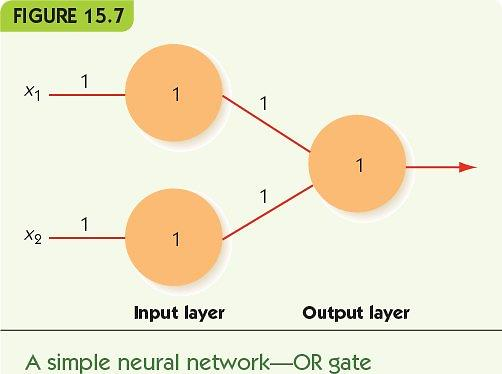 FIGURE 15.7
x1 1 1 1
1
x2 1 1 1
Input layer Output layer
A simple neural network—OR gate